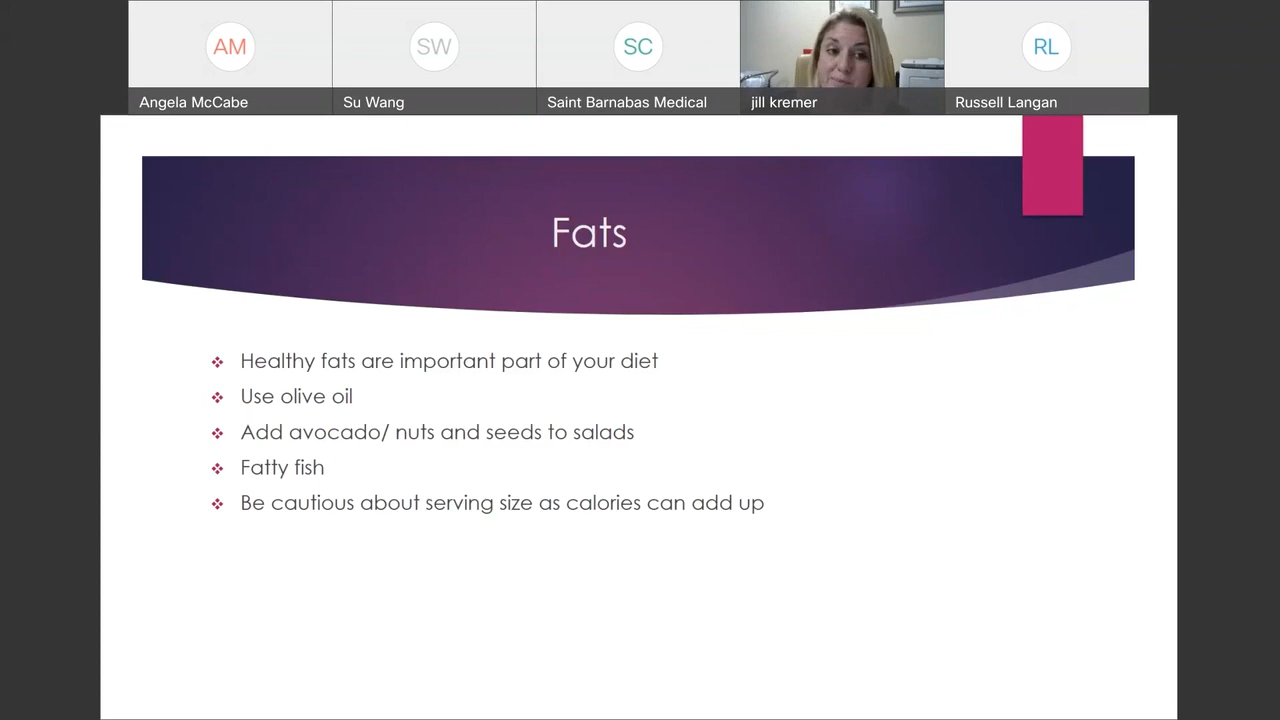 AM
SW
SC
RL
Angela McCabe
Su Wang
Saint Barnabas Medical
jill kremer
Russell Langan
Fats
Healthy fats are important part of your diet
Use olive oil
Add avocado/ nuts and seeds to salads
Fatty fish
Be cautious about serving size as calories can add up